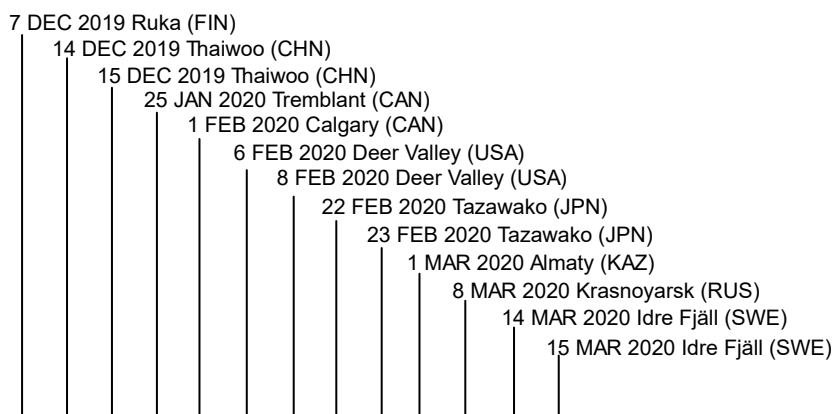 7 DEC 2019 Ruka (FIN)
14 DEC 2019 Thaiwoo (CHN)
15 DEC 2019 Thaiwoo (CHN)
25 JAN 2020 Tremblant (CAN)
1 FEB 2020 Calgary (CAN)
6 FEB 2020 Deer Valley (USA)
8 FEB 2020 Deer Valley (USA)
22 FEB 2020 Tazawako (JPN)
23 FEB 2020 Tazawako (JPN)
1 MAR 2020 Almaty (KAZ)
8 MAR 2020 Krasnoyarsk (RUS)
14 MAR 2020 Idre Fjäll (SWE)
15 MAR 2020 Idre Fjäll (SWE)